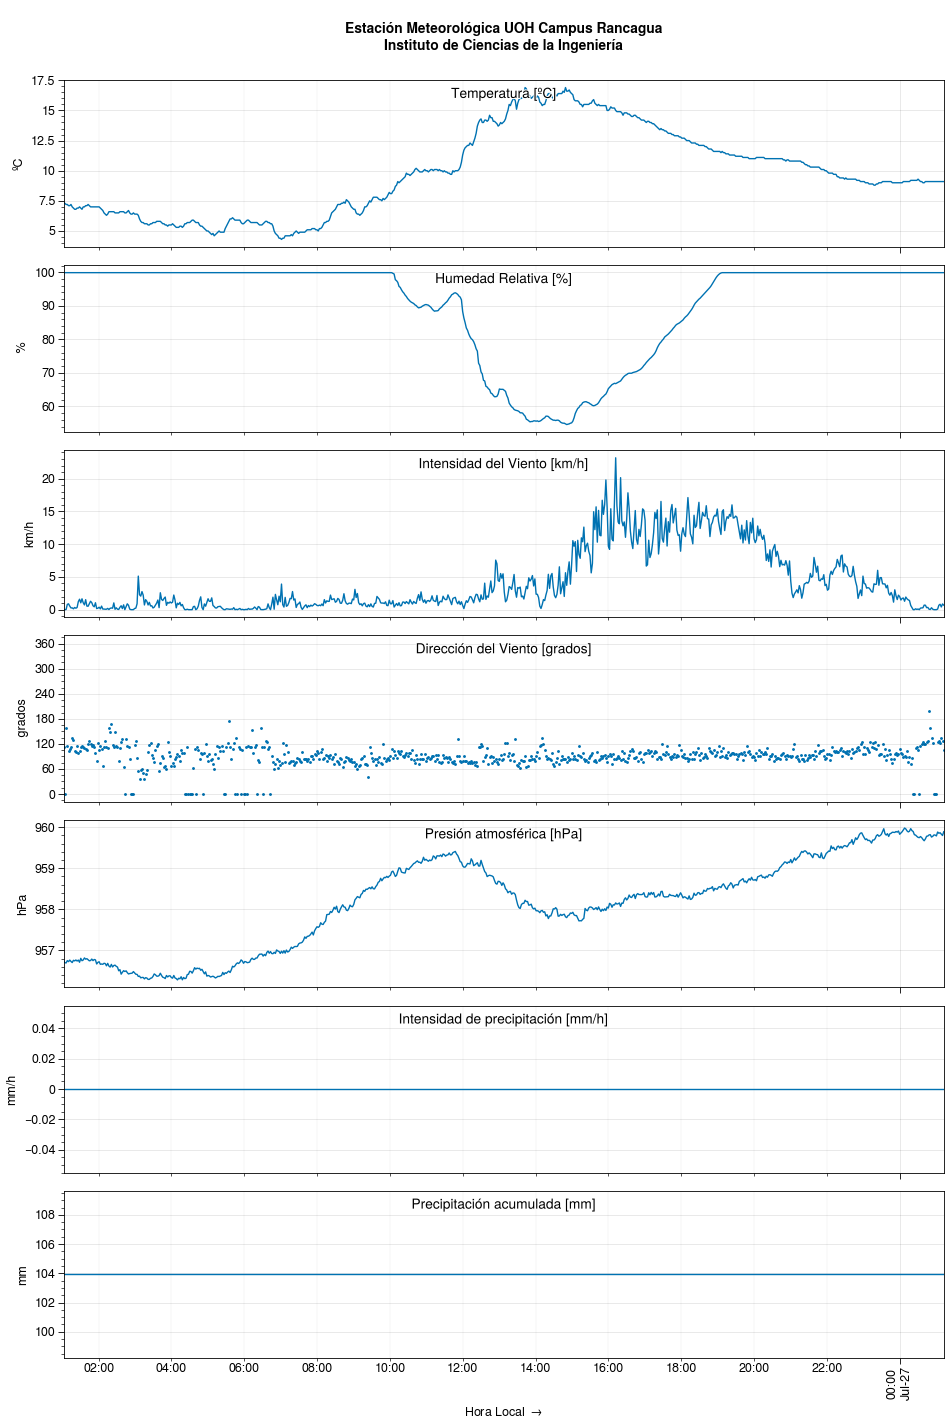 Estación Meteorológica UOH Campus Rancagua
Instituto de Ciencias de la Ingeniería
Temperatura [ºC]
17.5
15
12.5
10
7.5
5
ºC
Humedad Relativa [%]
100
90
80
70
60
%
Intensidad del Viento [km/h]
20
15
10
5
0
km/h
Dirección del Viento [grados]
360
300
240
180
120
60
0
grados
Presión atmosférica [hPa]
960
959
958
957
hPa
Intensidad de precipitación [mm/h]
0.04
0.02
0
−0.02
−0.04
mm/h
Precipitación acumulada [mm]
108
106
104
102
100
mm
02:00 04:00 06:00 08:00 10:00 12:00 14:00 16:00 18:00 20:00 22:00 00:00
Jul-27
Hora Local →